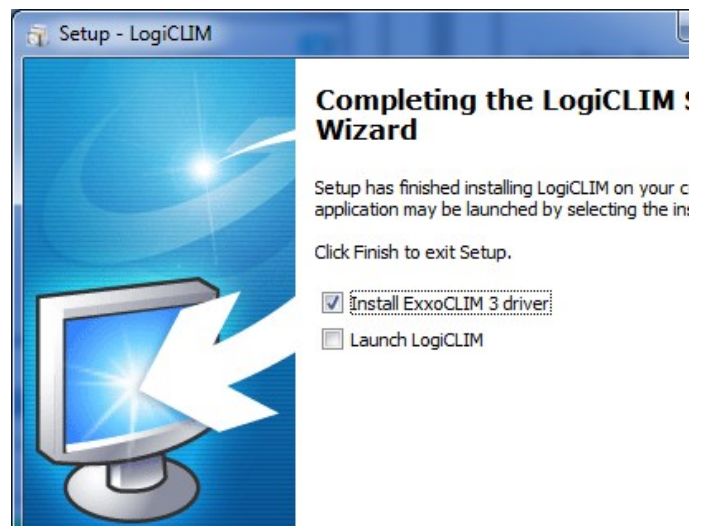 Setup - LogiCLIM
Completing the LogiCLIM
Wizard
Setup has finished installing LogiCLIM on your
application may be launched by selecting the
Click Finish to exit Setup.
Install ExxoCLIM 3 driver
Launch LogiCLIM